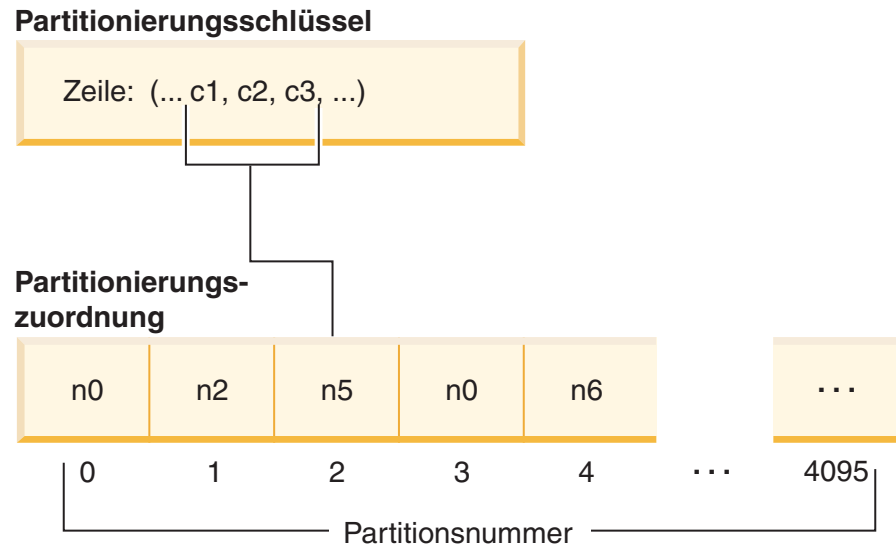 Partitionierungsschlüssel
Zeile: (... c1, c2, c3, ...)
Partitionierungs-
zuordnung
n0 n2 n5 n0 n6 ...
0 1 2 3 4 ... 4095
Partitionsnummer